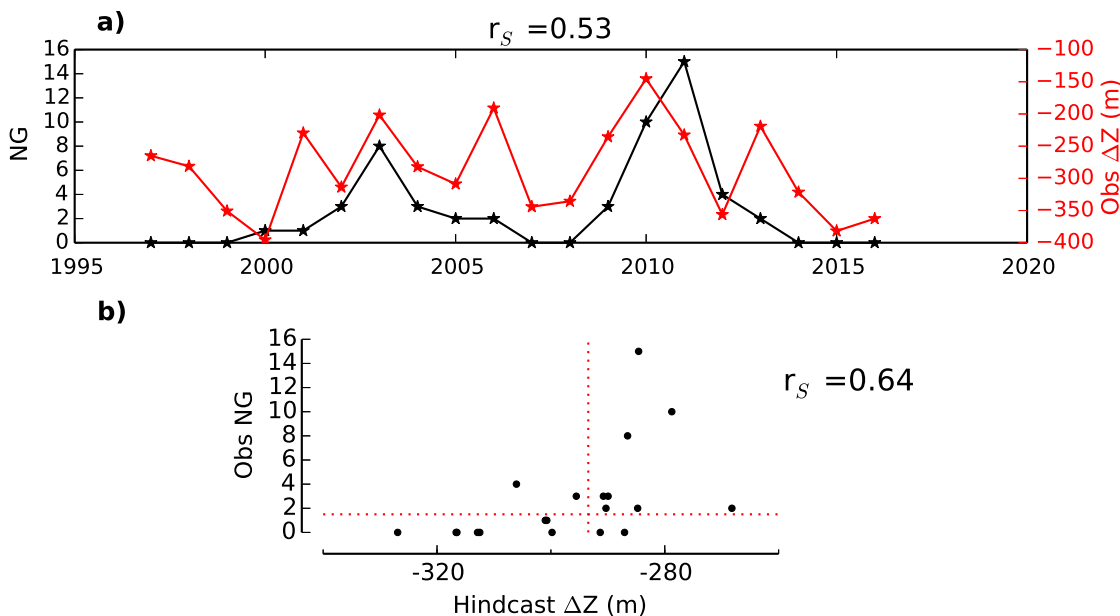 a)
r_S =0.53
NG
16
14
12
10
8
6
4
2
0
−100
−150
−200
−250
−300
−350
−400
Obs ΔZ (m)
1995 2000 2005 2010 2015 2020
b)
r_S =0.64
Obs NG
16
14
12
10
8
6
4
2
0
-320 -280
Hindcast ΔZ (m)